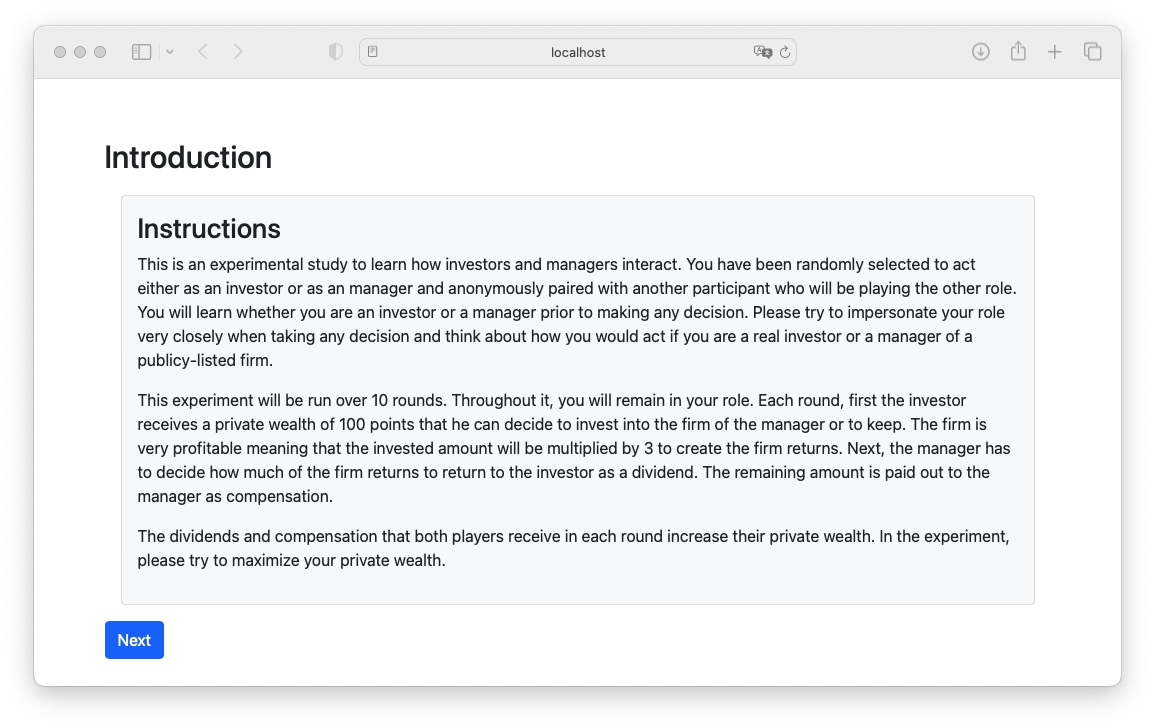 localhost
Introduction
Instructions
This is an experimental study to learn how investors and managers interact. You have been randomly selected to act
either as an investor or as an manager and anonymously paired with another participant who will be playing the other role.
You will learn whether you are an investor or a manager prior to making any decision. Please try to impersonate your role
very closely when taking any decision and think about how you would act if you are a real investor or a manager of a
publicy-listed firm.
This experiment will be run over 10 rounds. Throughout it, you will remain in your role. Each round, first the investor
receives a private wealth of 100 points that he can decide to invest into the firm of the manager or to keep. The firm is
very profitable meaning that the invested amount will be multiplied by 3 to create the firm returns. Next, the manager has
to decide how much of the firm returns to return to the investor as a dividend. The remaining amount is paid out to the
manager as compensation.
The dividends and compensation that both players receive in each round increase their private wealth. In the experiment,
please try to maximize your private wealth.
Next